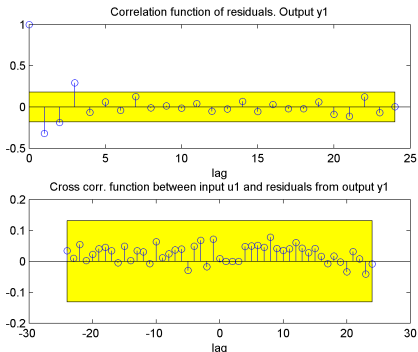 Correlation function of residuals. Output y1
1
0.5
0
-0.5
0 5 10 15 20 25
lag
Cross corr. function between input u1 and residuals from output y1
0.2
0.1
0
-0.1
-0.2
-30 -20 -10 0 10 20 30
lag